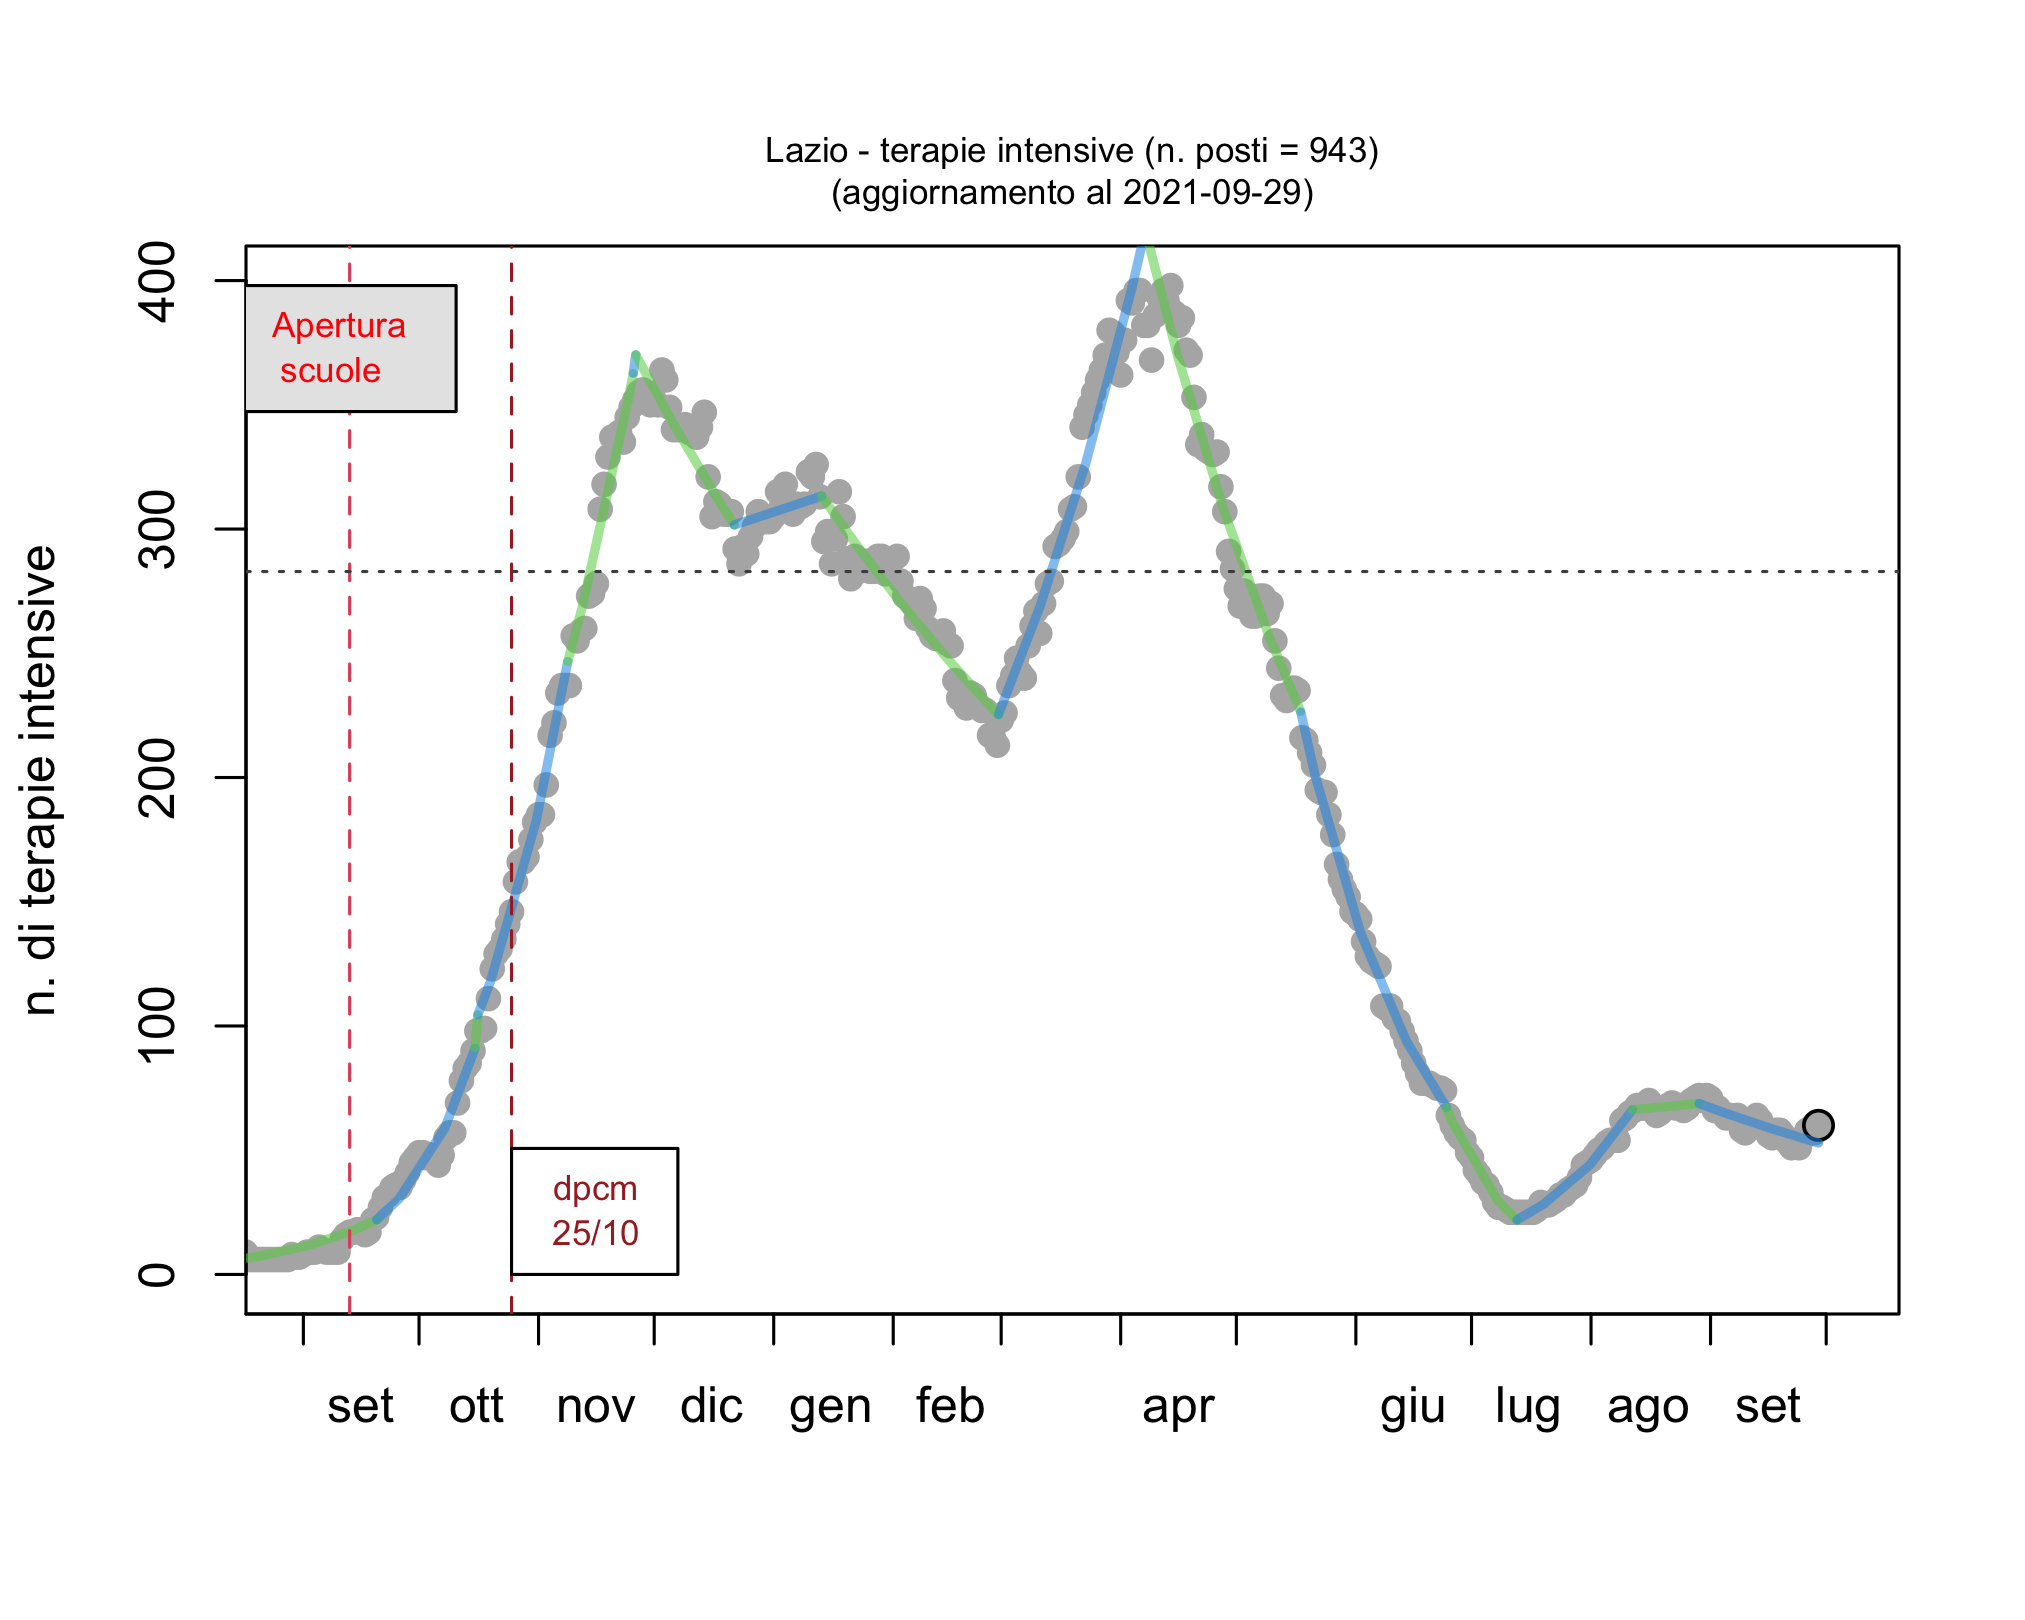 Lazio - terapie intensive (n. posti = 943)
(aggiornamento al 2021-09-29)
n. di terapie intensive
400
300
200
100
0
Apertura
scuole
dpcm
25/10
set ott nov dic gen feb apr giu lug ago set